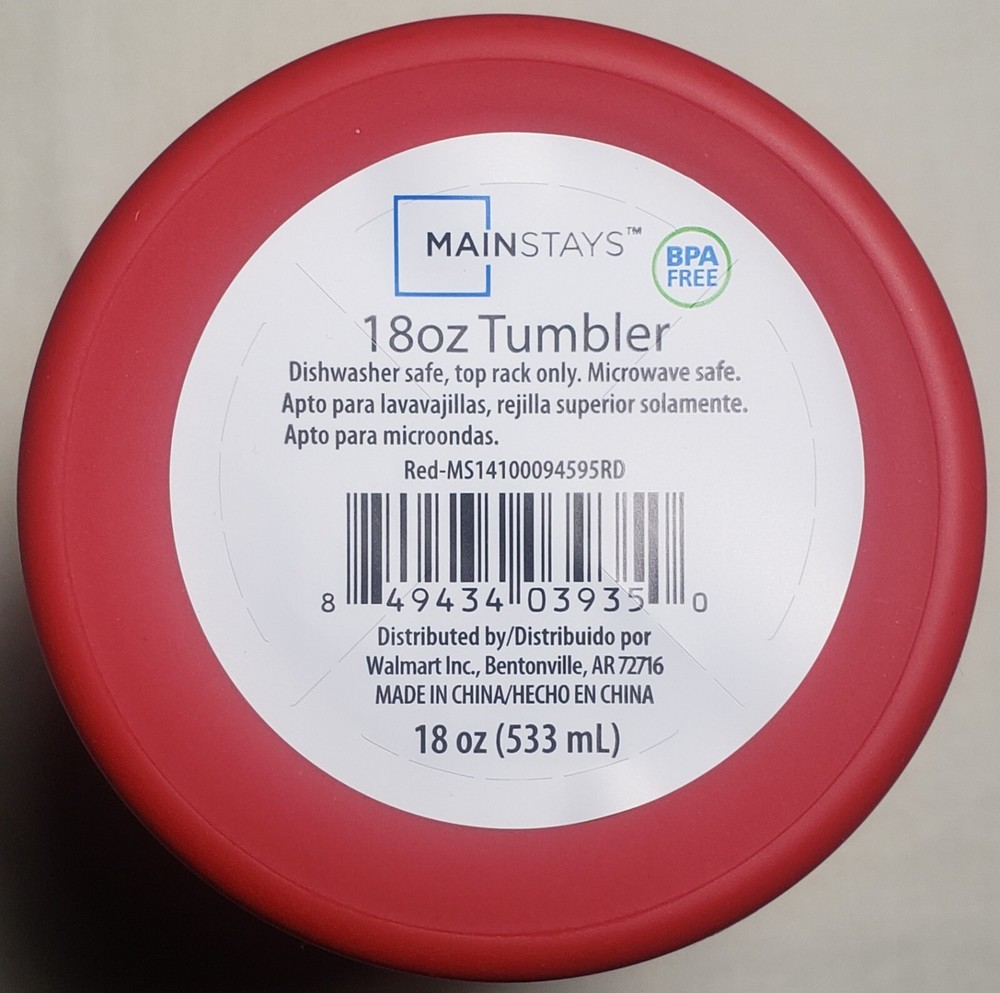 MAINSTAYS™
BPA
FREE
18oz Tumbler
Dishwasher safe, top rack only. Microwave safe.
Apto para lavavajillas, rejilla superior solamente.
Apto para microondas.
Red-MS14100094595RD
8 49434 03935 0
Distributed by/Distribuido por
Walmart Inc., Bentonville, AR 72716
MADE IN CHINA/HECHO EN CHINA
18 oz (533 mL)